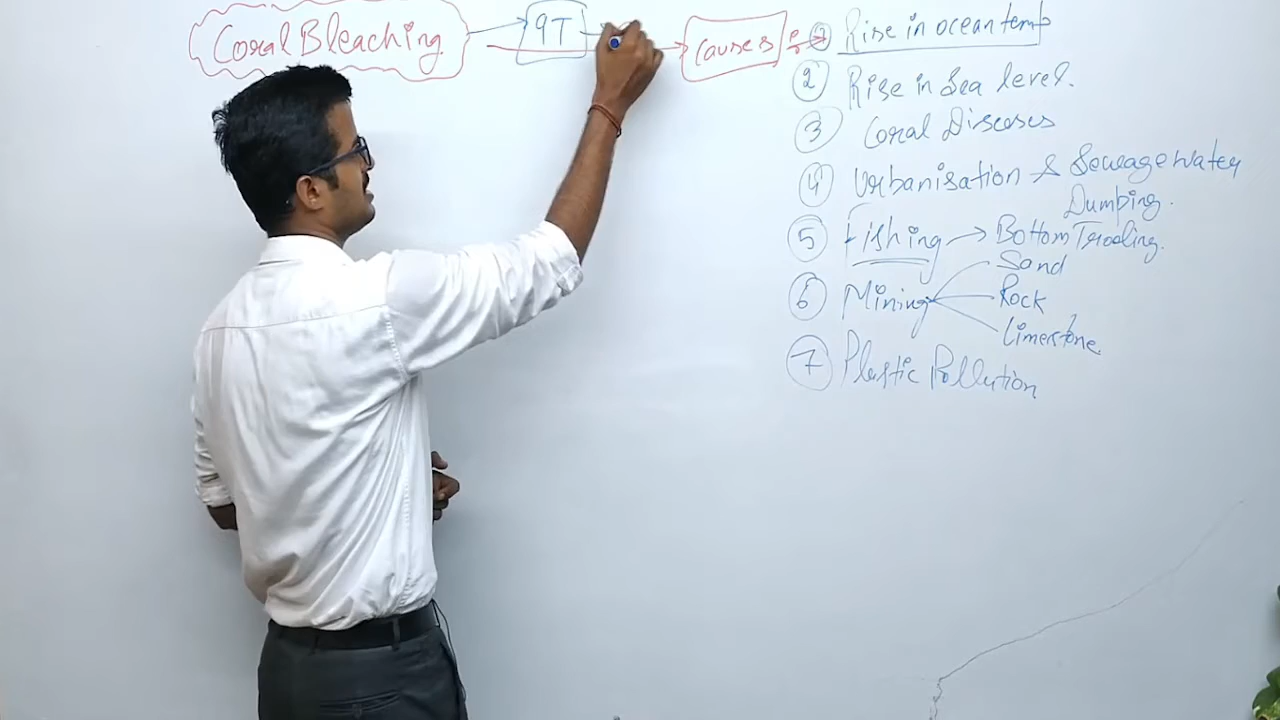 Coral Bleaching
9T
Causes
① Rise in ocean temp
② Rise in Sea level.
③ Coral Diseases
④ Urbanisation & Sewage water
Dumping.
⑤ Fishing → Bottom Trooling.
⑥ Mining
Sand
Rock
Limestone
⑦ Plastic Pollution